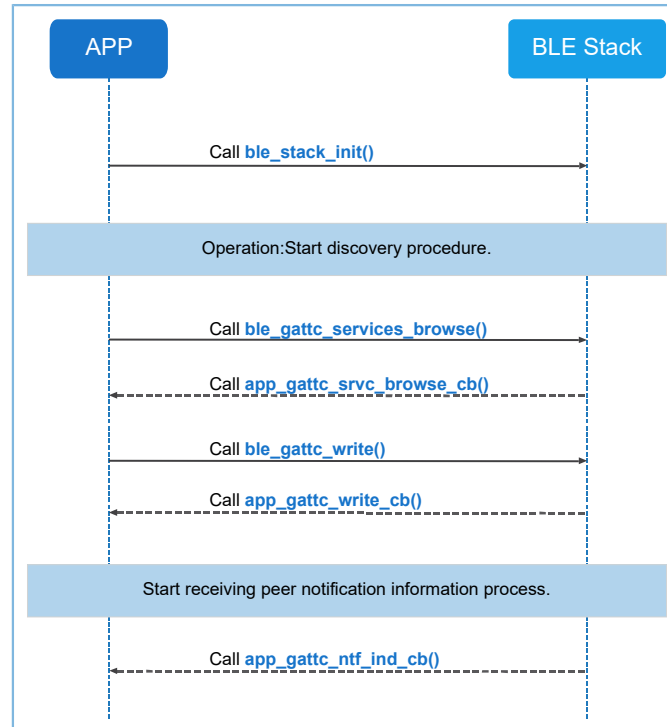 APP
BLE Stack
Call ble_stack_init()
Operation:Start discovery procedure.
Call ble_gattc_services_browse()
Call app_gattc_srvc_browse_cb()
Call ble_gattc_write()
Call app_gattc_write_cb()
Start receiving peer notification information process.
Call app_gattc_ntf_ind_cb()